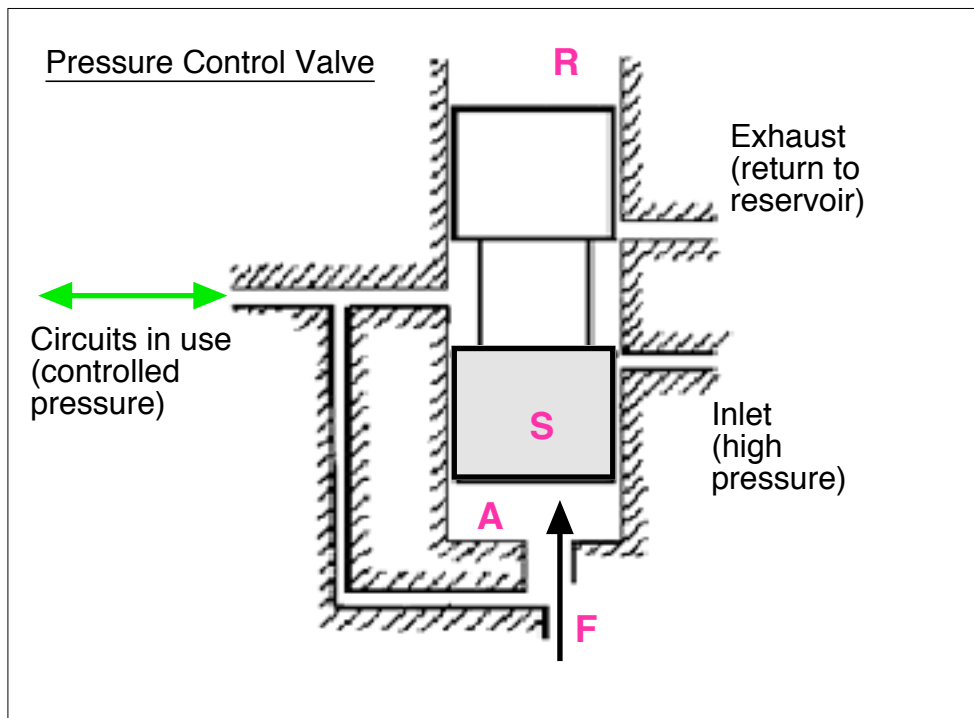 Pressure Control Valve
R
Exhaust
(return to
reservoir)
Circuits in use
(controlled
pressure)
S
Inlet
(high
pressure)
A
F